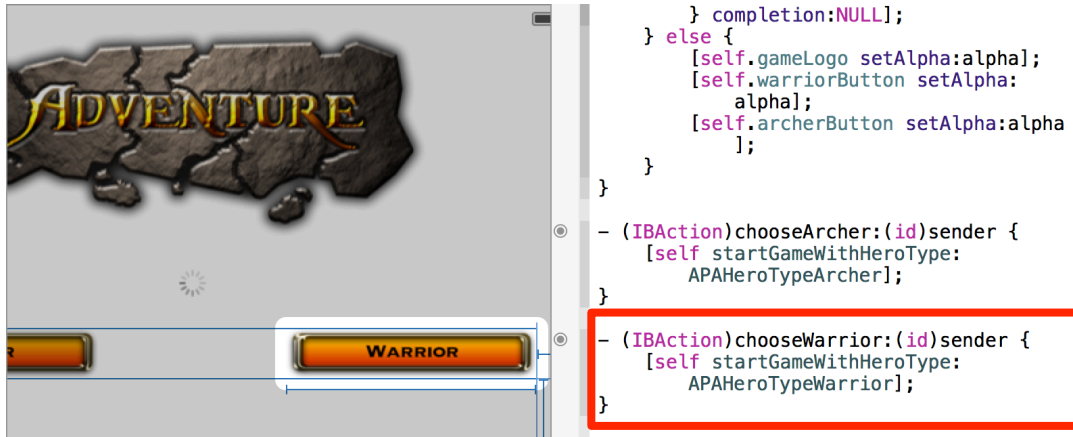 ADVENTURE
R
WARRIOR
} completion:NULL];
} else {
[self.gameLogo setAlpha:alpha];
[self.warriorButton setAlpha:
alpha];
[self.archerButton setAlpha:alpha
];
}
}
- (IBAction)chooseArcher:(id)sender {
[self startGameWithHeroType:
APAHeroTypeArcher];
}
- (IBAction)chooseWarrior:(id)sender {
[self startGameWithHeroType:
APAHeroTypeWarrior];
}